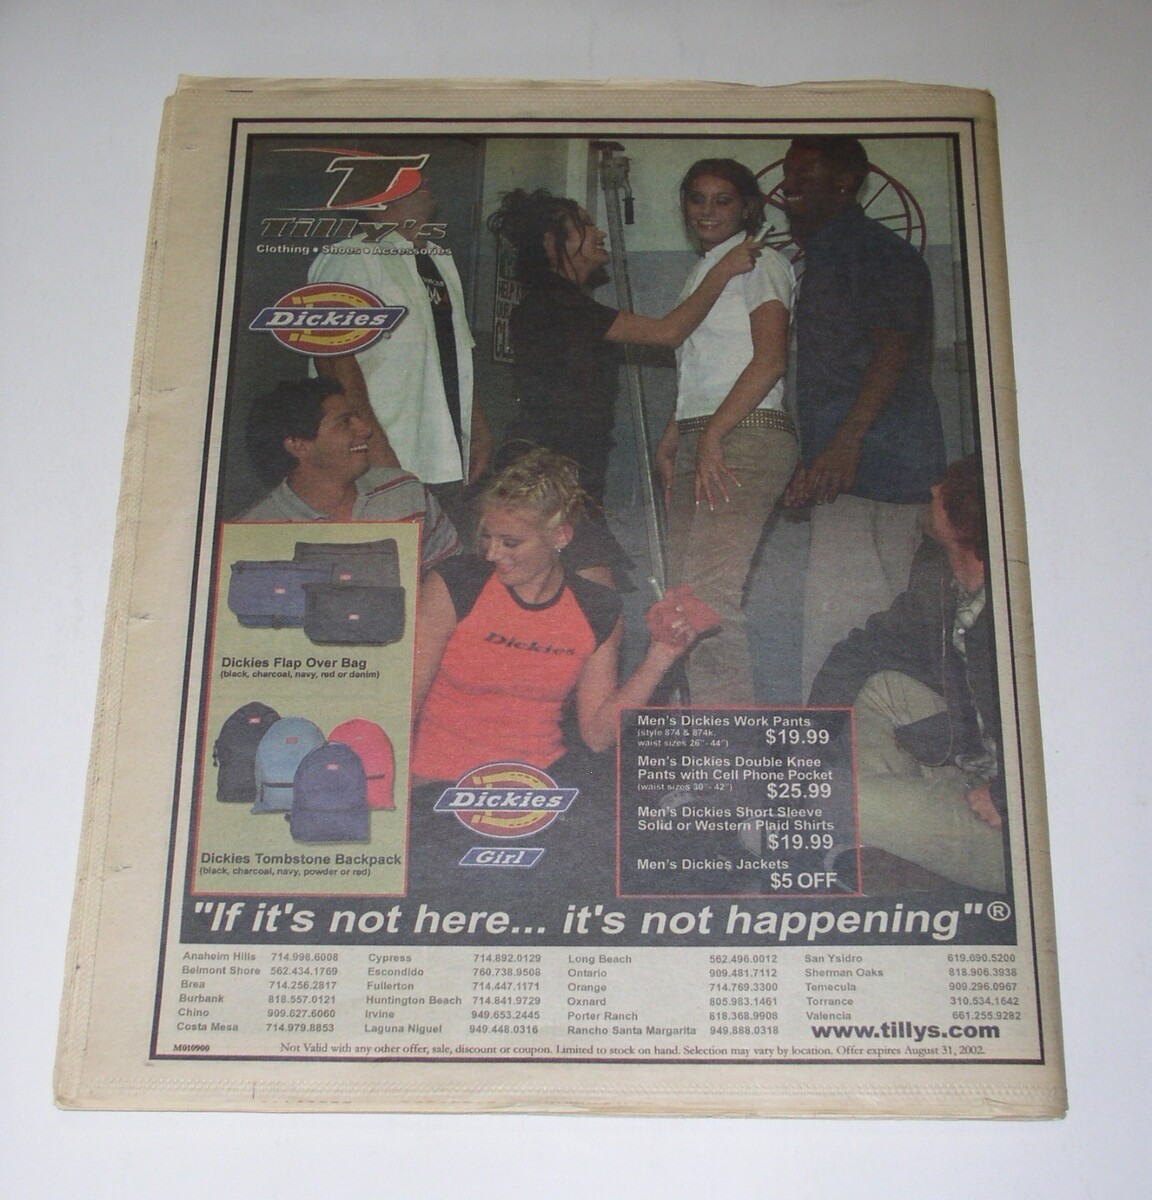 T
Tilly's
Clothing • Shoes • Accessories
Dickies
HELP
Dickies
Dickies Flap Over Bag
(black, charcoal, navy, red or denim)
Dickies Tombstone Backpack
(black, charcoal, navy, powder or red)
Dickies
Girl
Men's Dickies Work Pants
(style 874 & 874k,
waist sizes 26"- 44")
$19.99
Men's Dickies Double Knee
Pants with Cell Phone Pocket
(waist sizes 30"- 42")
$25.99
Men's Dickies Short Sleeve
Solid or Western Plaid Shirts
$19.99
Men's Dickies Jackets
$5 OFF
"If it's not here... it's not happening"®
Anaheim Hills 714.998.6008
Belmont Shore 562.434.1769
Brea 714.256.2817
Burbank 818.557.0121
Chino 909.627.6060
Costa Mesa 714.979.8853
Cypress 714.892.0129
Escondido 760.738.9508
Fullerton 714.447.1171
Huntington Beach 714.841.9729
Irvine 949.653.2445
Laguna Niguel 949.448.0316
Long Beach 562.496.0012
Ontario 909.481.7112
Orange 714.769.3300
Oxnard 805.983.1461
Porter Ranch 818.368.9908
Rancho Santa Margarita 949.888.0318
San Ysidro 619.690.5200
Sherman Oaks 818.906.3938
Temecula 909.296.0967
Torrance 310.534.1642
Valencia 661.255.9282
www.tillys.com
M010900
Not Valid with any other offer, sale, discount or coupon. Limited to stock on hand. Selection may vary by location. Offer expires August 31, 2002.